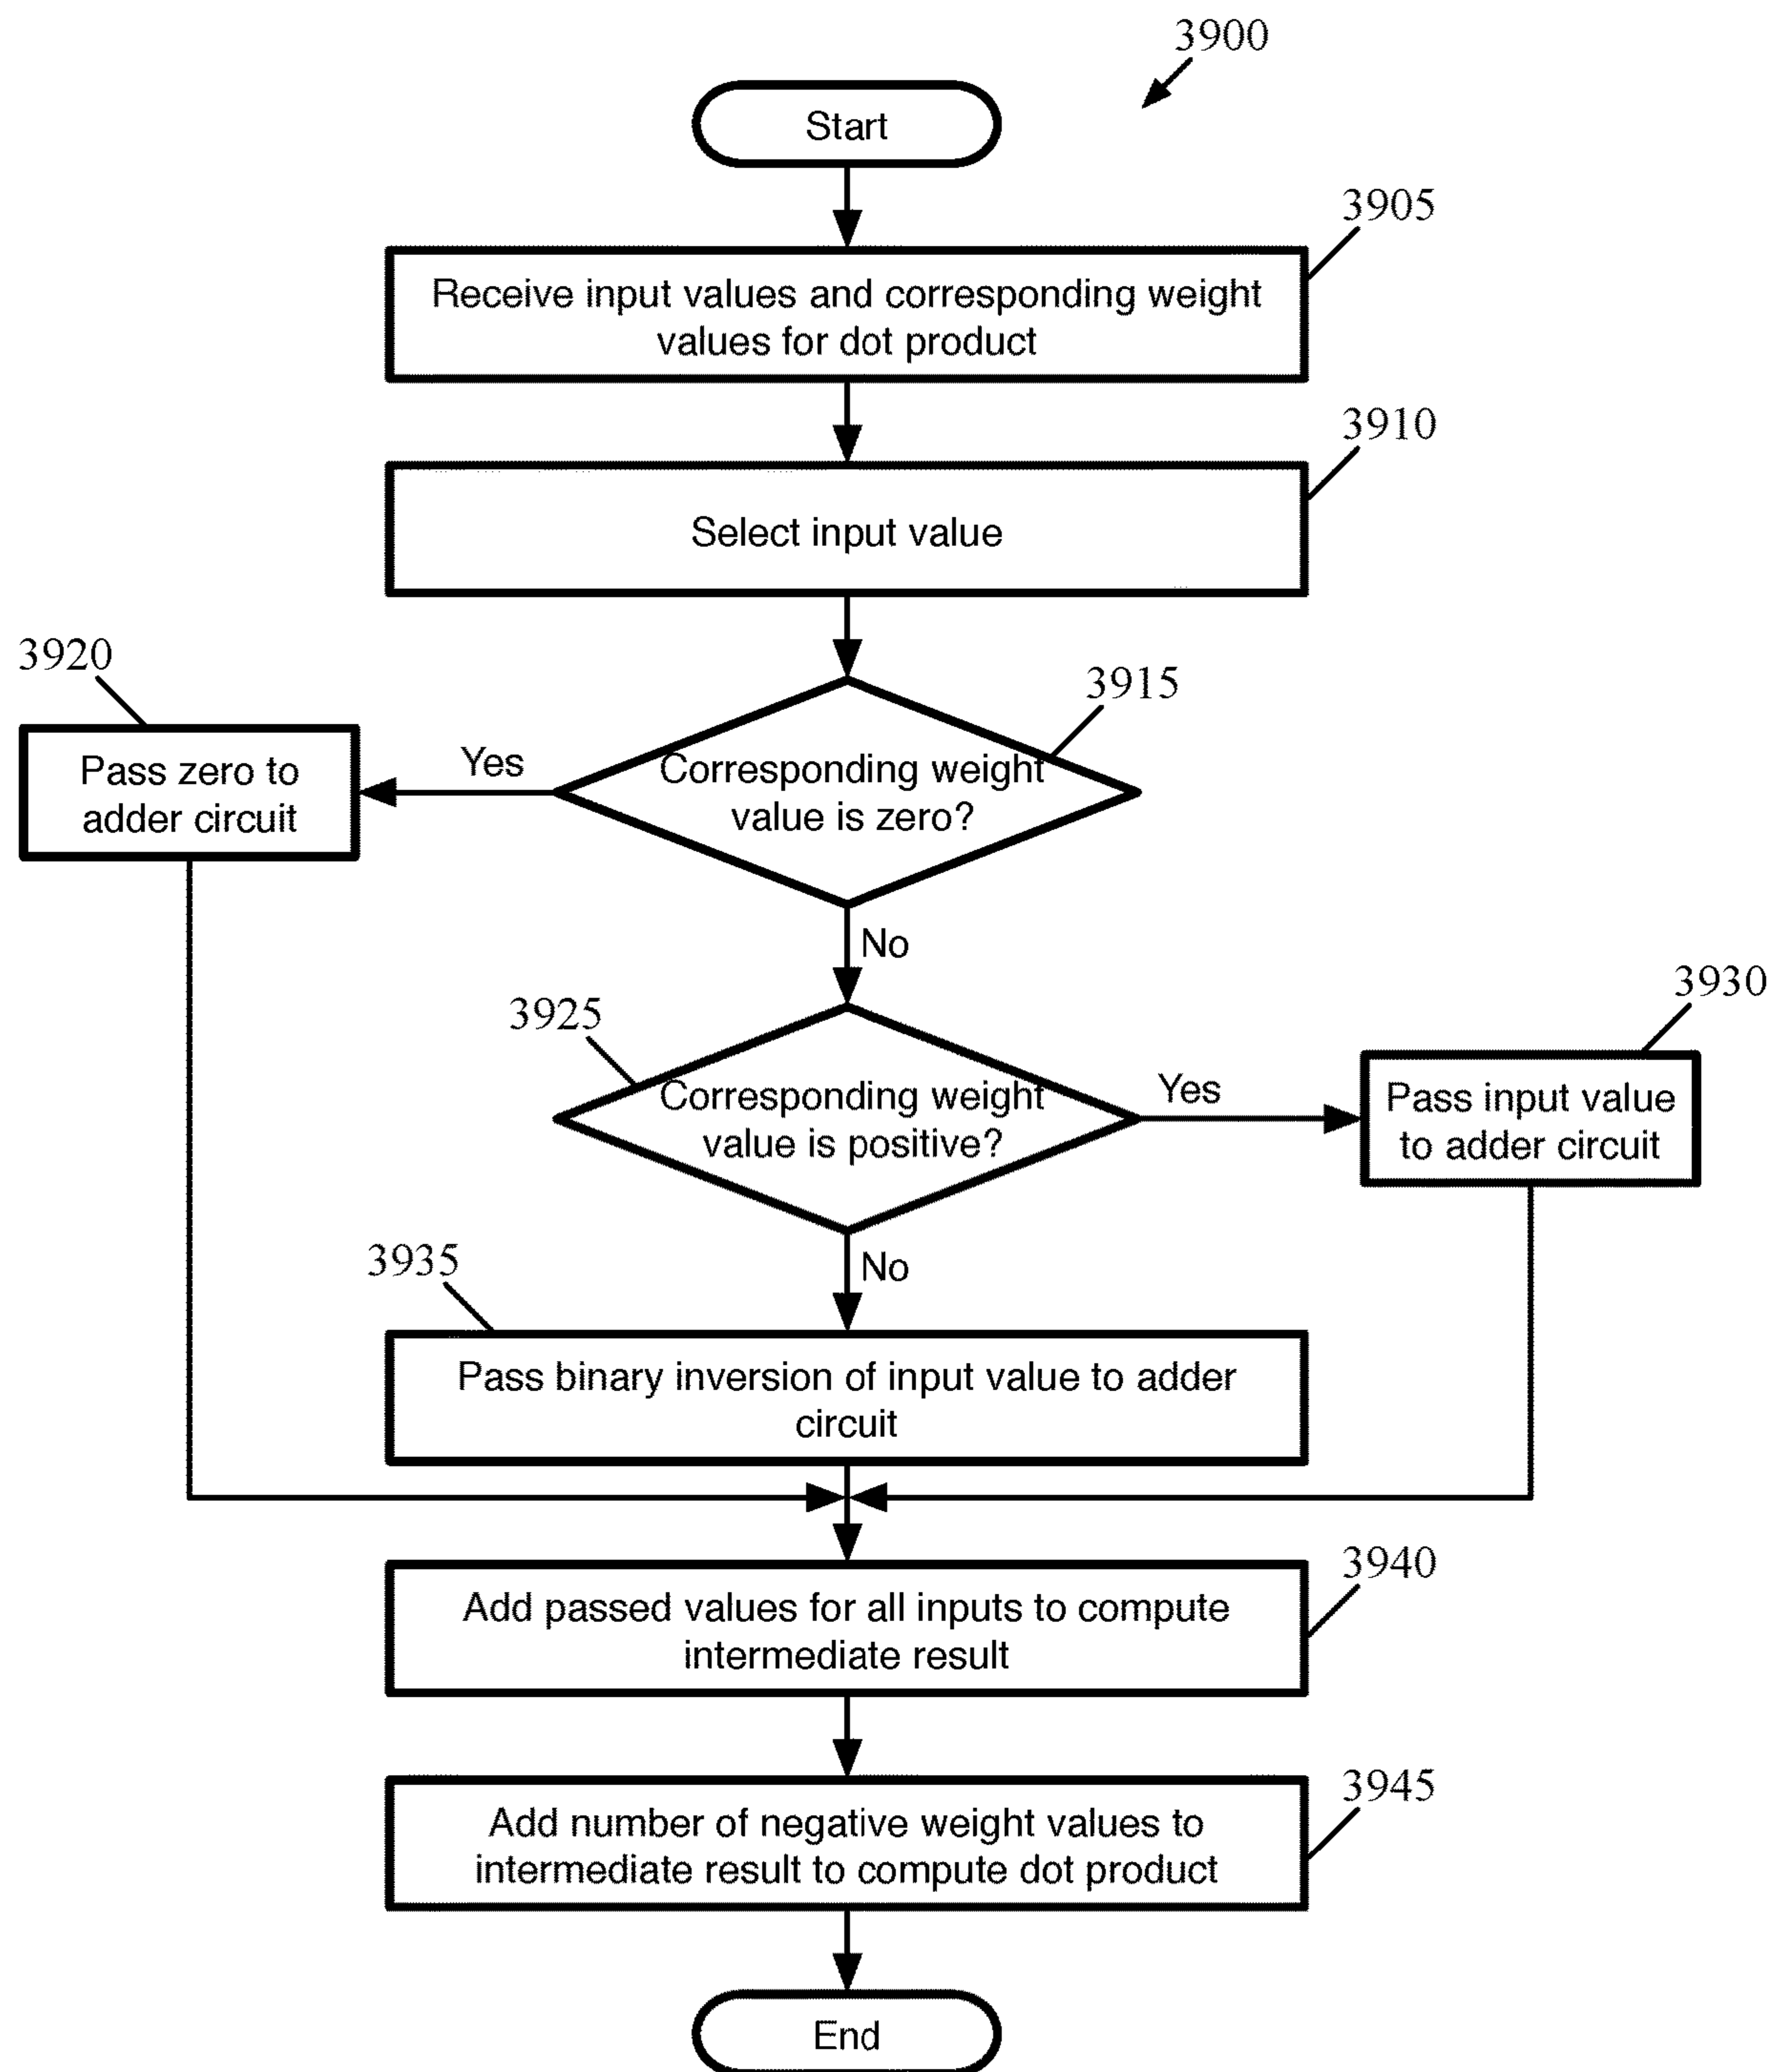 3900
Start
3905
Receive input values and corresponding weight
values for dot product
3910
Select input value
3920
3915
Pass zero to
adder circuit
Yes
Corresponding weight
value is zero?
No
3925
3930
Corresponding weight
value is positive?
Yes
Pass input value
to adder circuit
No
3935
Pass binary inversion of input value to adder
circuit
3940
Add passed values for all inputs to compute
intermediate result
3945
Add number of negative weight values to
intermediate result to compute dot product
End